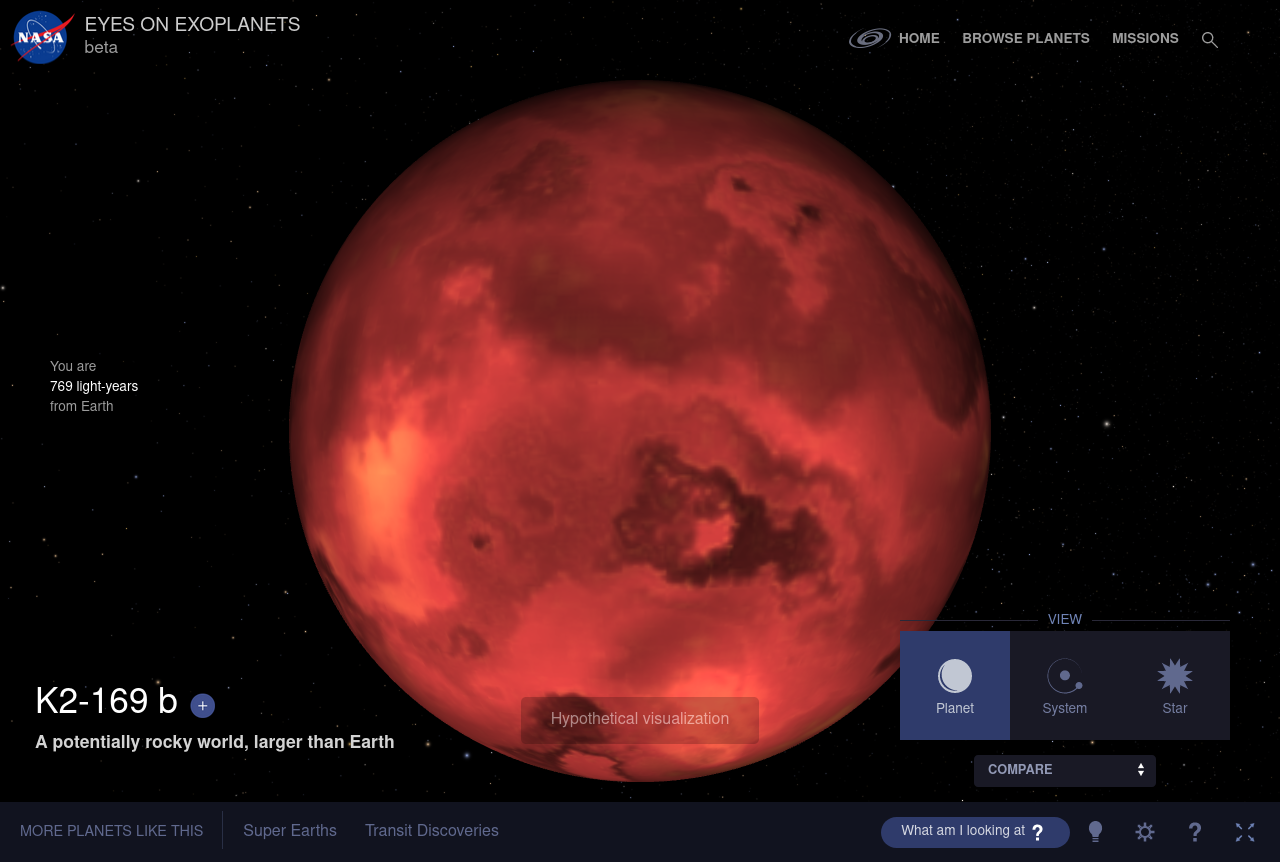 NASA
EYES ON EXOPLANETS
beta
HOME
BROWSE PLANETS
MISSIONS
You are
769 light-years
from Earth
K2-169 b +
A potentially rocky world, larger than Earth
Hypothetical visualization
VIEW
Planet
System
Star
COMPARE
MORE PLANETS LIKE THIS
Super Earths
Transit Discoveries
What am I looking at ?
?